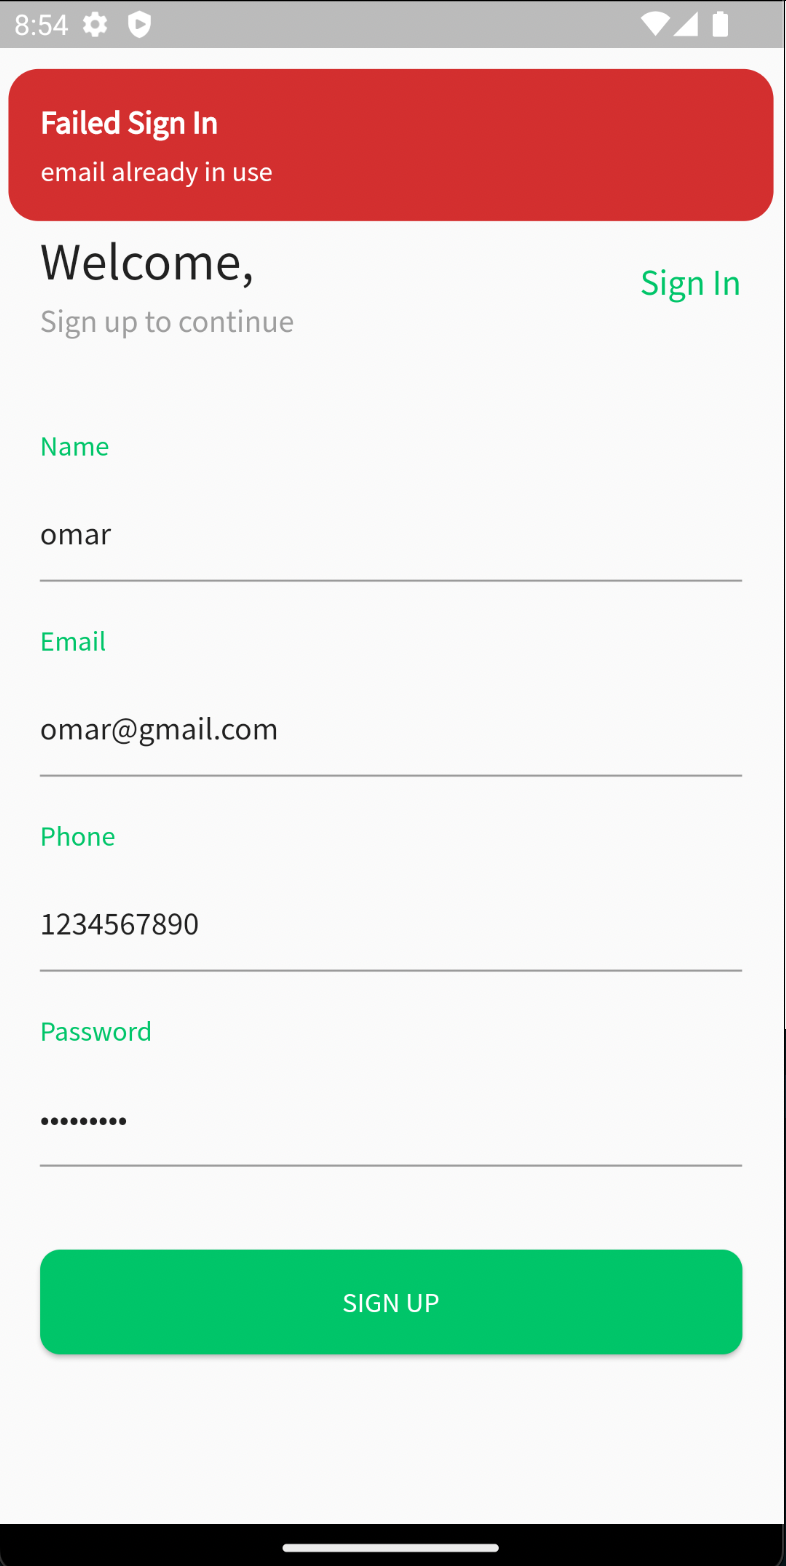 8:54
Failed Sign In
email already in use
Welcome,
Sign In
Sign up to continue
Name
omar
Email
omar@gmail.com
Phone
1234567890
Password
•••••••••
SIGN UP